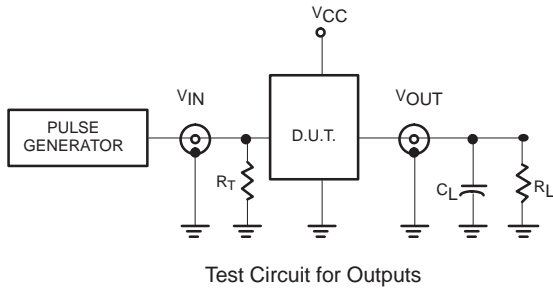 VCC
VIN
VOUT
PULSE
GENERATOR
D.U.T.
RT
CL
RL
Test Circuit for Outputs